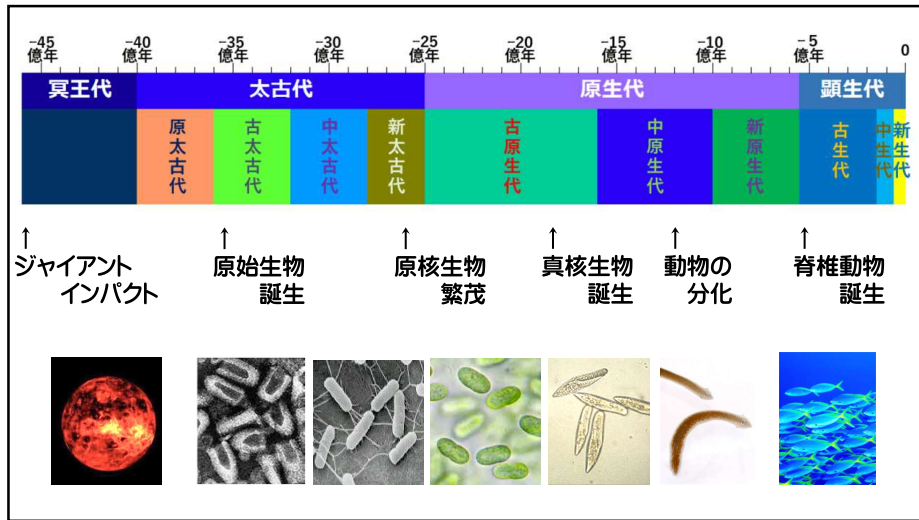 -45 -40 -35 -30 -25 -20 -15 -10 -5 0
億年 億年 億年 億年 億年 億年 億年 億年 億年
冥王代 太古代 原生代 顕生代
原太古代 古太古代 中太古代 新太古代 古原生代 中原生代 新原生代 古生代 中生代 新生代
↑ ↑ ↑ ↑ ↑ ↑
ジャイアント 原始生物 原核生物 真核生物 動物の 脊椎動物
インパクト 誕生 繁茂 誕生 分化 誕生